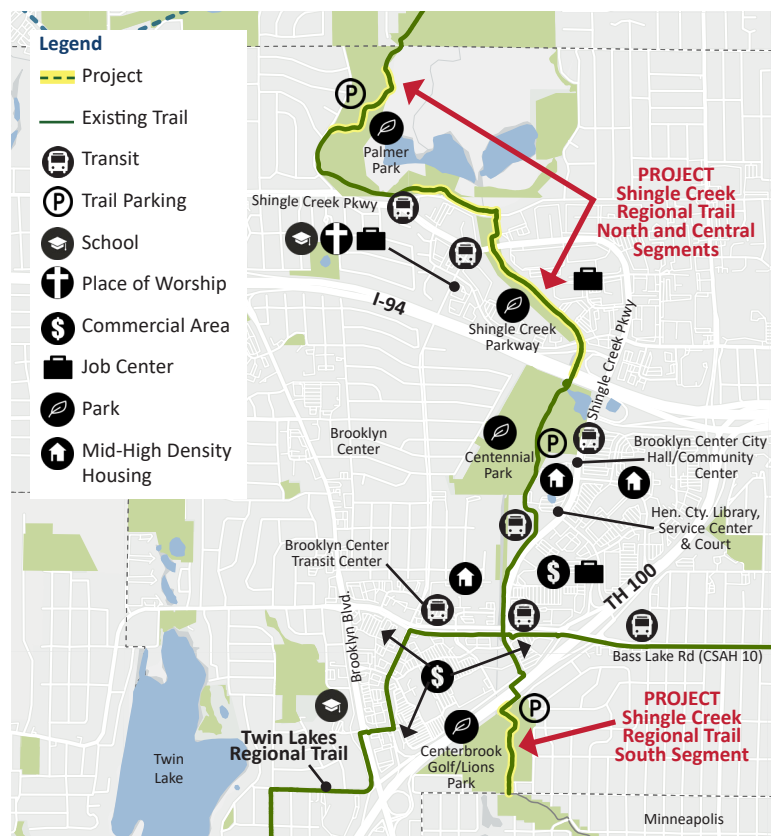 Legend
Project
Existing Trail
Transit
P
Trail Parking
School
Place of Worship
$
Commercial Area
Job Center
Park
Mid-High Density
Housing
P
Palmer
Park
Shingle Creek Pkwy
PROJECT
Shingle Creek
Regional Trail
North and Central
Segments
I-94
Shingle Creek
Parkway
Shingle Creek Pkwy
Brooklyn
Center
Centennial
Park
P
Brooklyn Center City
Hall/Community
Center
Hen. Cty. Library,
Service Center
& Court
Brooklyn Center
Transit Center
$
TH 100
Brooklyn Blvd.
Bass Lake Rd (CSAH 10)
$
P
PROJECT
Shingle Creek
Regional Trail
South Segment
Twin Lakes
Regional Trail
Centerbrook
Golf/Lions
Park
Twin
Lake
Minneapolis